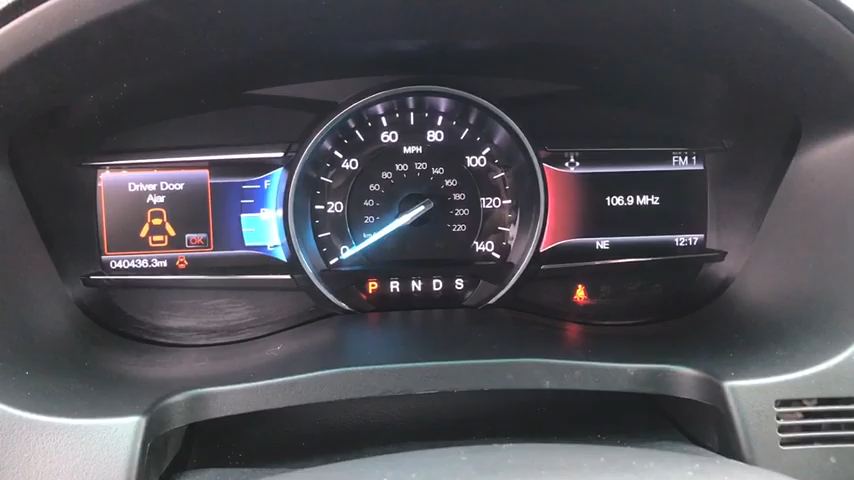 Driver Door
Ajar
OK
040436.3mi
F
0
20
40
60
80
100
120
140
MPH
20
40
60
80
100
120
140
160
180
200
220
P R N D S
FM 1
106.9 MHz
NE
12:17